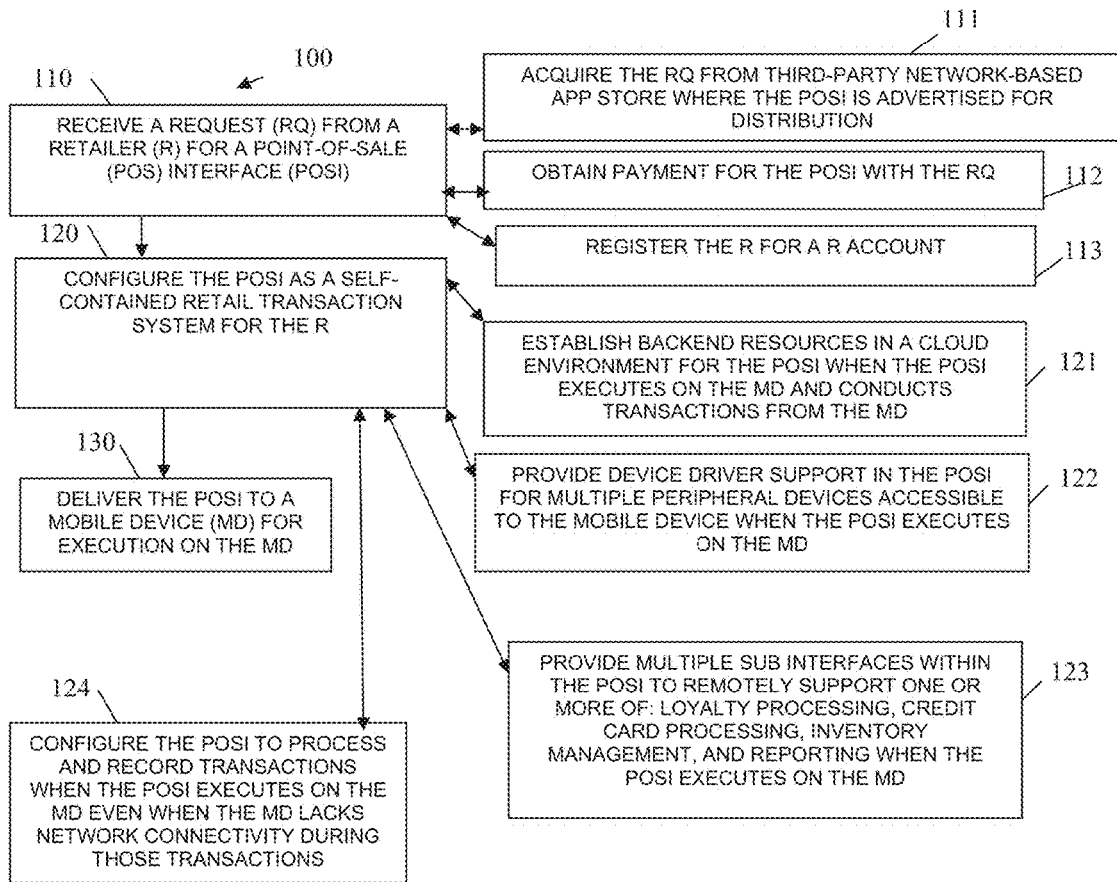 100
110
RECEIVE A REQUEST (RQ) FROM A
RETAILER (R) FOR A POINT-OF-SALE
(POS) INTERFACE (POSI)
111
ACQUIRE THE RQ FROM THIRD-PARTY NETWORK-BASED
APP STORE WHERE THE POSI IS ADVERTISED FOR
DISTRIBUTION
OBTAIN PAYMENT FOR THE POSI WITH THE RQ
112
REGISTER THE R FOR A R ACCOUNT
113
120
CONFIGURE THE POSI AS A SELF-
CONTAINED RETAIL TRANSACTION
SYSTEM FOR THE R
ESTABLISH BACKEND RESOURCES IN A CLOUD
ENVIRONMENT FOR THE POSI WHEN THE POSI
EXECUTES ON THE MD AND CONDUCTS
TRANSACTIONS FROM THE MD
121
130
DELIVER THE POSI TO A
MOBILE DEVICE (MD) FOR
EXECUTION ON THE MD
PROVIDE DEVICE DRIVER SUPPORT IN THE POSI
FOR MULTIPLE PERIPHERAL DEVICES ACCESSIBLE
TO THE MOBILE DEVICE WHEN THE POSI EXECUTES
ON THE MD
122
PROVIDE MULTIPLE SUB INTERFACES WITHIN
THE POSI TO REMOTELY SUPPORT ONE OR
MORE OF: LOYALTY PROCESSING, CREDIT
CARD PROCESSING, INVENTORY
MANAGEMENT, AND REPORTING WHEN THE
POSI EXECUTES ON THE MD
123
124
CONFIGURE THE POSI TO PROCESS
AND RECORD TRANSACTIONS
WHEN THE POSI EXECUTES ON THE
MD EVEN WHEN THE MD LACKS
NETWORK CONNECTIVITY DURING
THOSE TRANSACTIONS